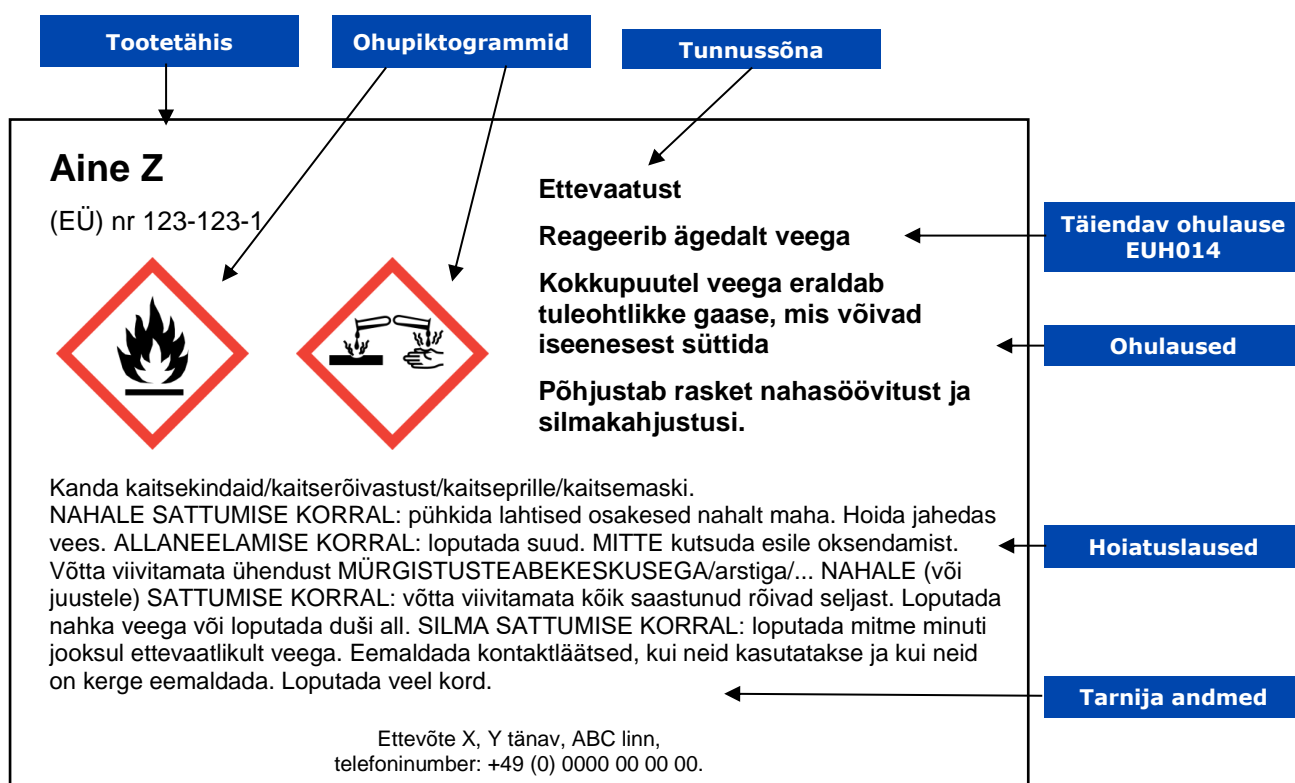 Tootetähis
Ohupiktogrammid
Tunnussõna
Aine Z
(EÜ) nr 123-123-1
Ettevaatust
Reageerib ägedalt veega
Täiendav ohulause
EUH014
Kokkupuutel veega eraldab
tuleohtlikke gaase, mis võivad
iseenesest süttida
Ohulaused
Põhjustab rasket nahasöövitust ja
silmakahjustusi.
Kanda kaitsekindaid/kaitserõivastust/kaitseprille/kaitsemaski.
NAHALE SATTUMISE KORRAL: pühkida lahtised osakesed nahalt maha. Hoida jahedas
vees. ALLANEELAMISE KORRAL: loputada suud. MITTE kutsuda esile oksendamist.
Võtta viivitamata ühendust MÜRGISTUSTEABEKESKUSEGA/arstiga/... NAHALE (või
juustele) SATTUMISE KORRAL: võtta viivitamata kõik saastunud rõivad seljast. Loputada
nahka veega või loputada duši all. SILMA SATTUMISE KORRAL: loputada mitme minuti
jooksul ettevaatlikult veega. Eemaldada kontaktläätsed, kui neid kasutatakse ja kui neid
on kerge eemaldada. Loputada veel kord.
Hoiatuslaused
Tarnija andmed
Ettevõte X, Y tänav, ABC linn,
telefoninumber: +49 (0) 0000 00 00 00.